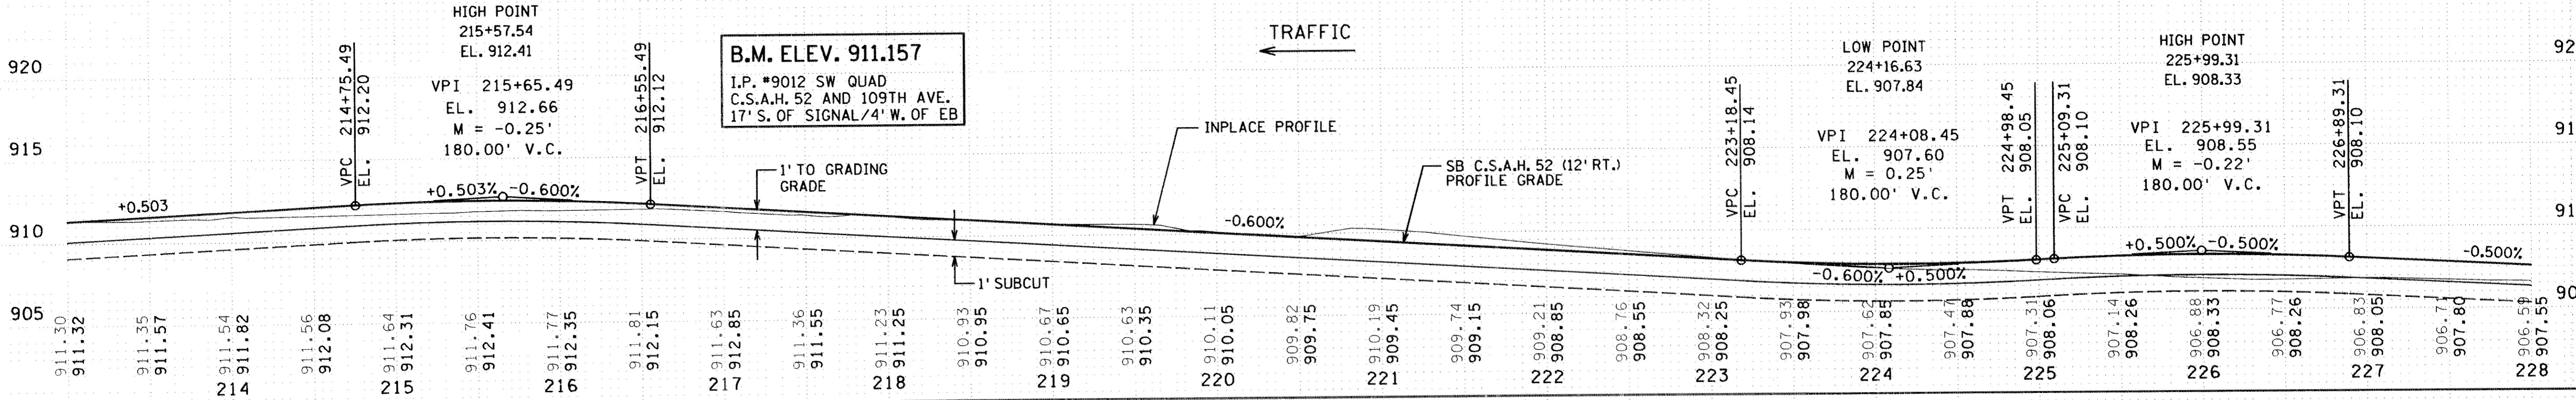 HIGH POINT
215+57.54
EL. 912.41
VPI 215+65.49
EL. 912.66
M = -0.25'
180.00' V.C.
VPC 214+75.49
EL. 912.20
VPT 216+55.49
EL. 912.12
B.M. ELEV. 911.157
I.P. #9012 SW QUAD
C.S.A.H. 52 AND 109TH AVE.
17' S. OF SIGNAL/4' W. OF EB
TRAFFIC
INPLACE PROFILE
1' TO GRADING
GRADE
SB C.S.A.H. 52 (12' RT.)
PROFILE GRADE
1' SUBCUT
LOW POINT
224+16.63
EL. 907.84
VPI 224+08.45
EL. 907.60
M = 0.25'
180.00' V.C.
VPC 223+18.45
EL. 908.14
VPT 224+98.45
EL. 908.05
VPC 225+09.31
EL. 908.10
HIGH POINT
225+99.31
EL. 908.33
VPI 225+99.31
EL. 908.55
M = -0.22'
180.00' V.C.
VPT 226+89.31
EL. 908.10
+0.503
+0.503% -0.600%
-0.600%
-0.600% +0.500%
+0.500% -0.500%
-0.500%
920
915
910
905
92
91
91
90
911.30
911.32
911.35
911.57
911.54
911.82
911.56
912.08
911.64
912.31
911.76
912.41
911.77
912.35
911.81
912.15
911.63
912.85
911.36
911.55
911.23
911.25
910.93
910.95
910.67
910.65
910.63
910.35
910.11
910.05
909.82
909.75
910.19
909.45
909.74
909.15
909.21
908.85
908.76
908.55
908.32
908.25
907.93
907.98
907.62
907.85
907.47
907.88
907.31
908.06
907.14
908.26
906.88
908.33
906.77
908.26
906.83
908.05
906.71
907.80
906.59
907.55
214 215 216 217 218 219 220 221 222 223 224 225 226 227 228